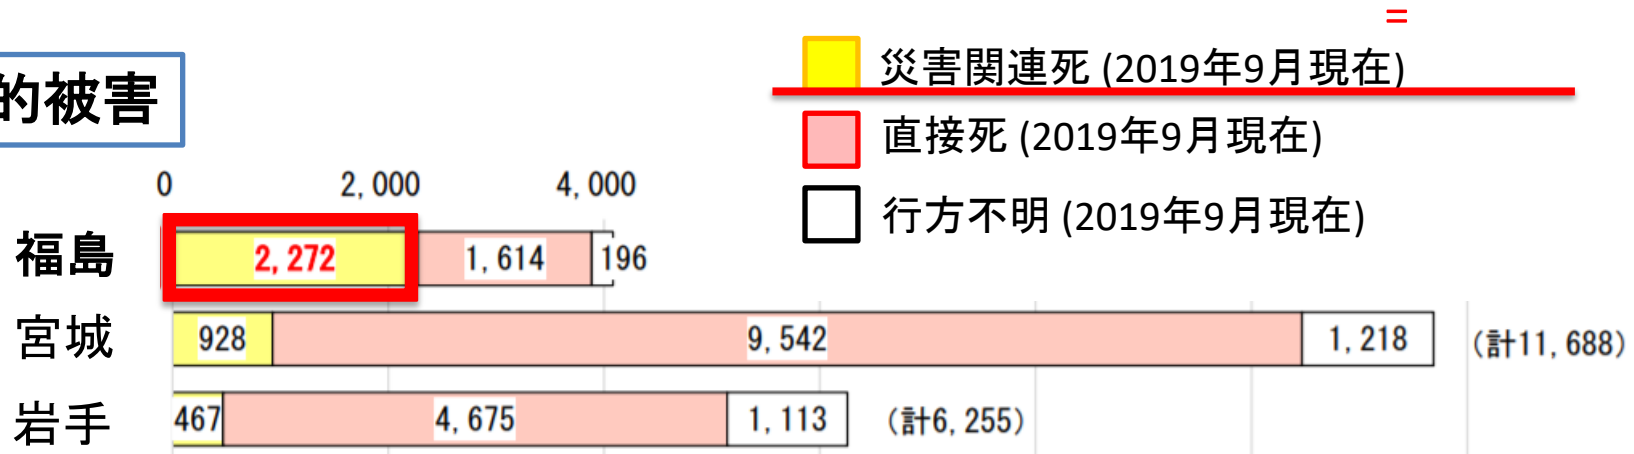 =
災害関連死 (2019年9月現在)
的被害
直接死 (2019年9月現在)
0 2,000 4,000
行方不明 (2019年9月現在)
福島 2,272 1,614 196
宮城 928 9,542 1,218 (計11,688)
岩手 467 4,675 1,113 (計6,255)